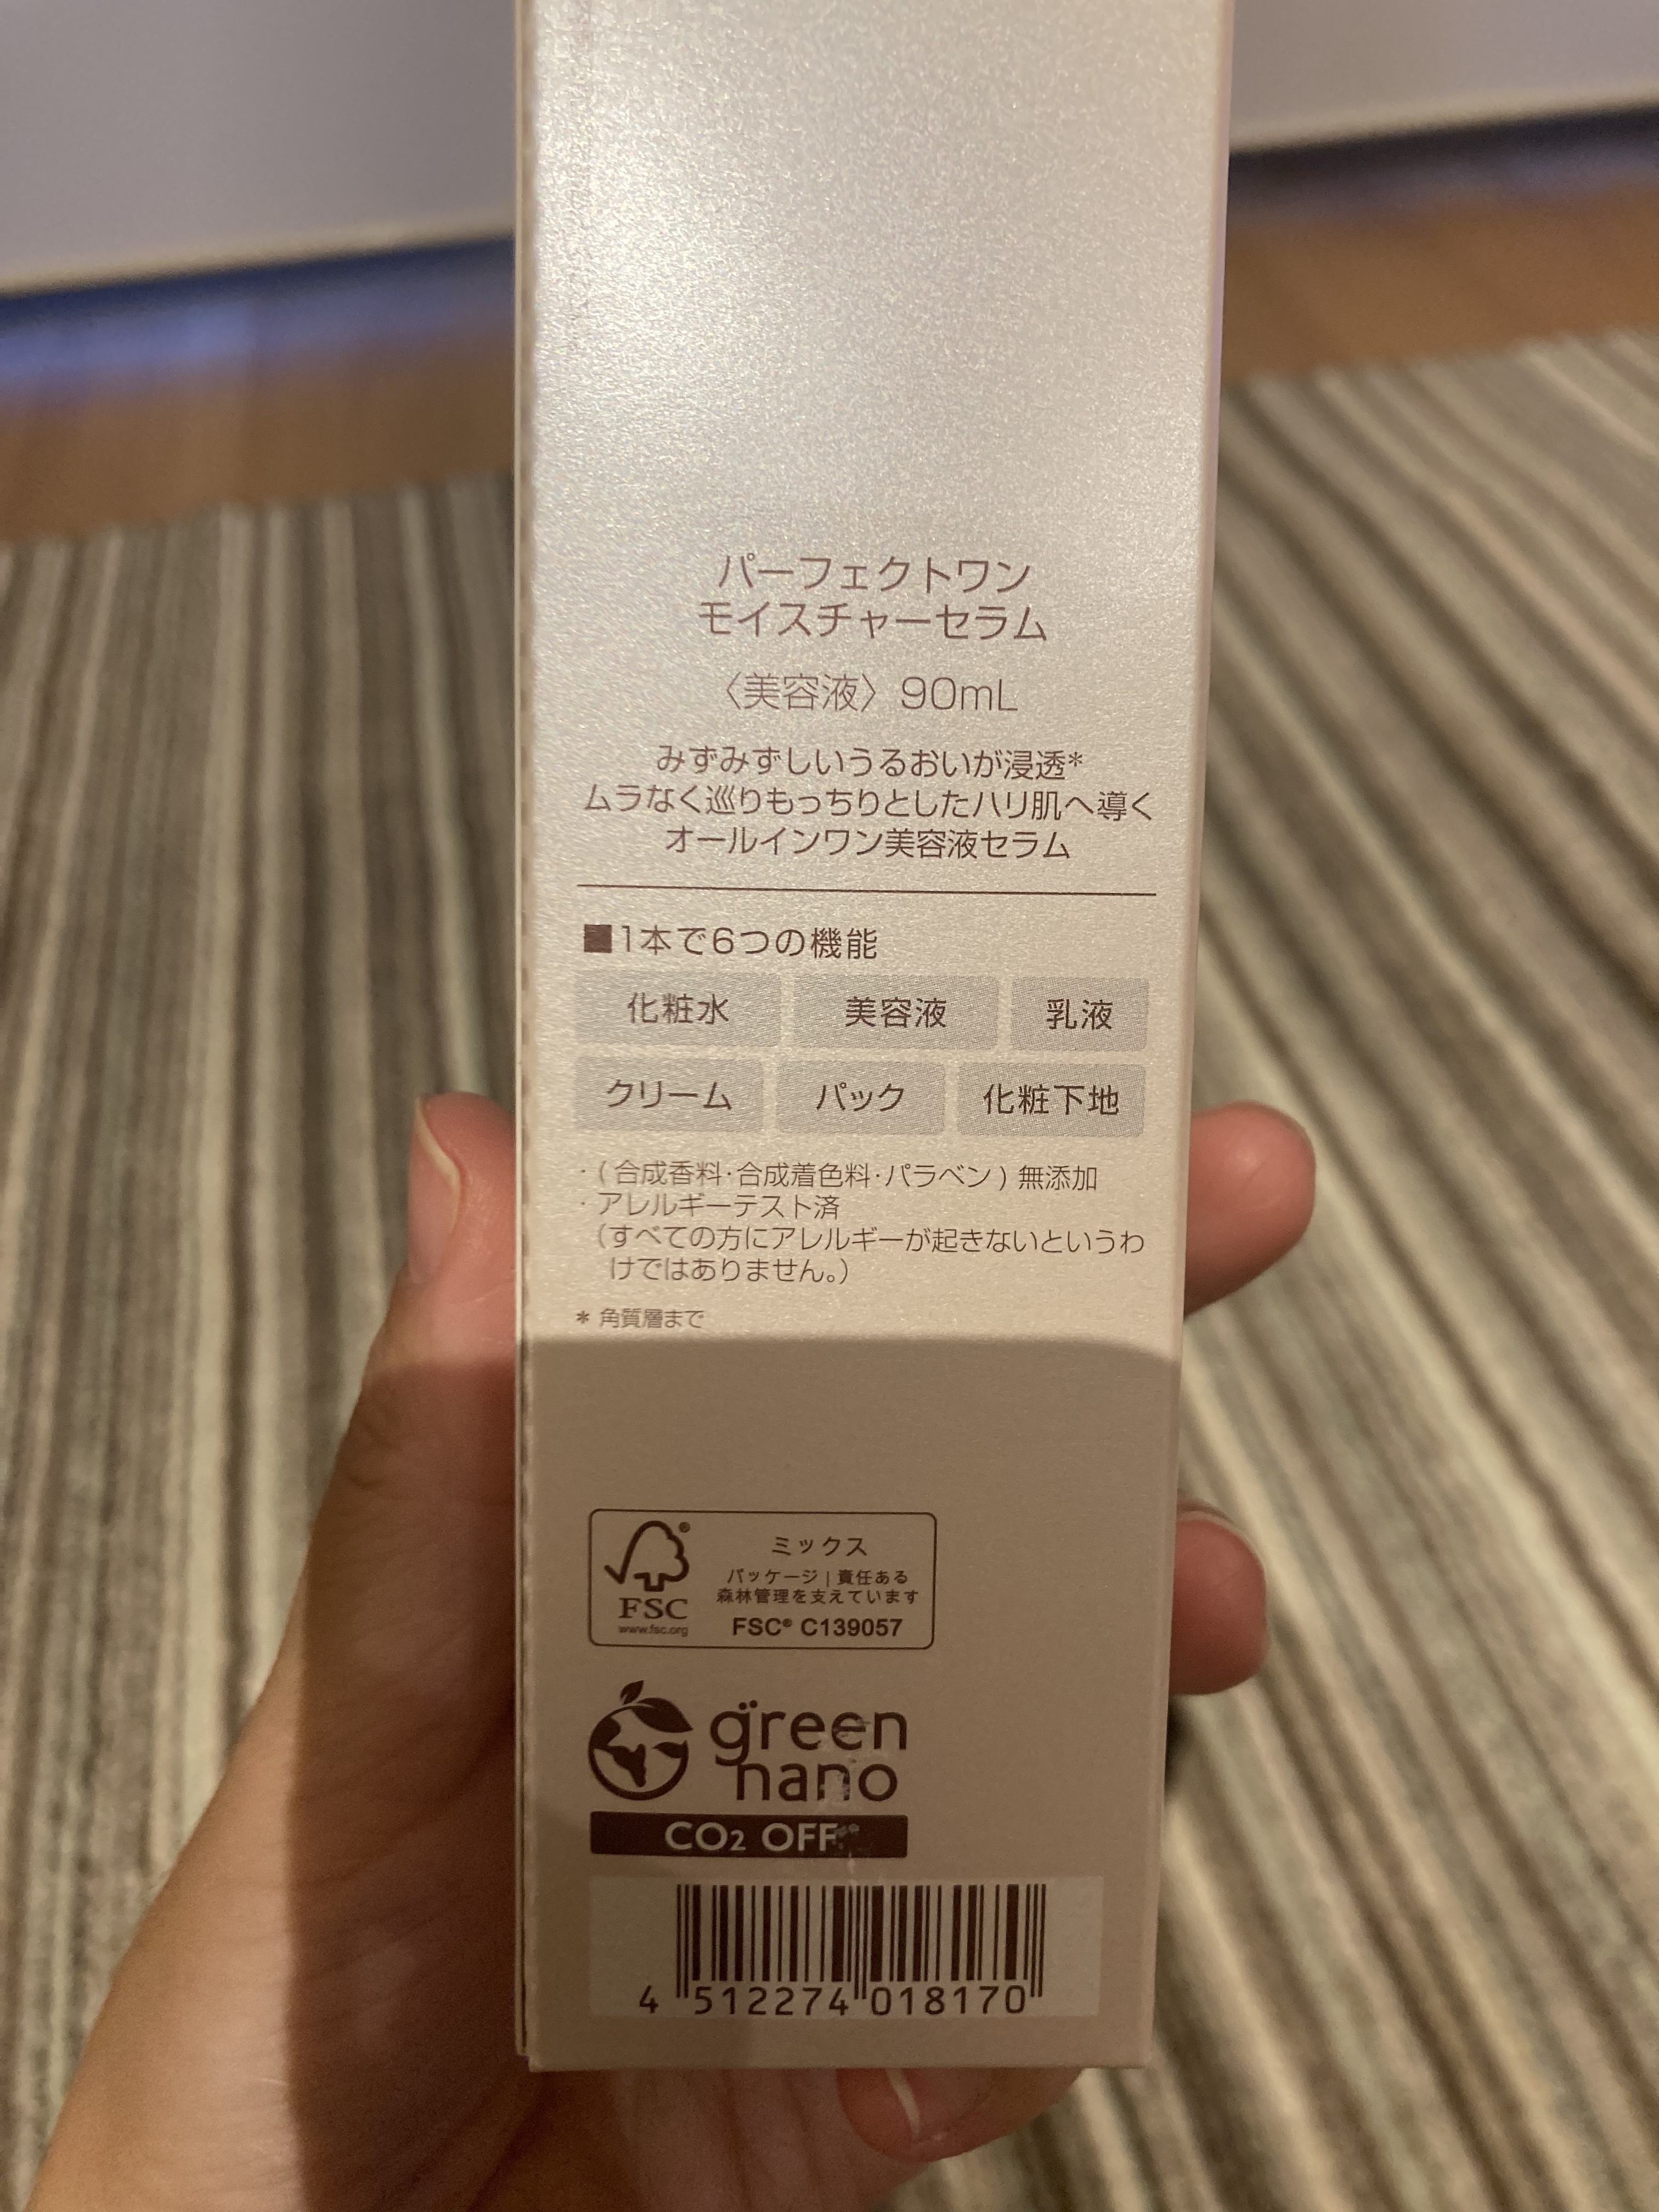 パーフェクトワン
モイスチャーセラム
〈美容液〉90mL
みずみずしいうるおいが浸透*
ムラなく巡りもっちりとしたハリ肌へ導く
オールインワン美容液セラム
■1本で6つの機能
化粧水 美容液 乳液
クリーム パック 化粧下地
・(合成香料・合成着色料・パラベン)無添加
・アレルギーテスト済
(すべての方にアレルギーが起きないというわ
けではありません。)
* 角質層まで
FSC®
www.fsc.org
ミックス
パッケージ|責任ある
森林管理を支えています
FSC® C139057
green
nano
CO2 OFF
4 512274 018170